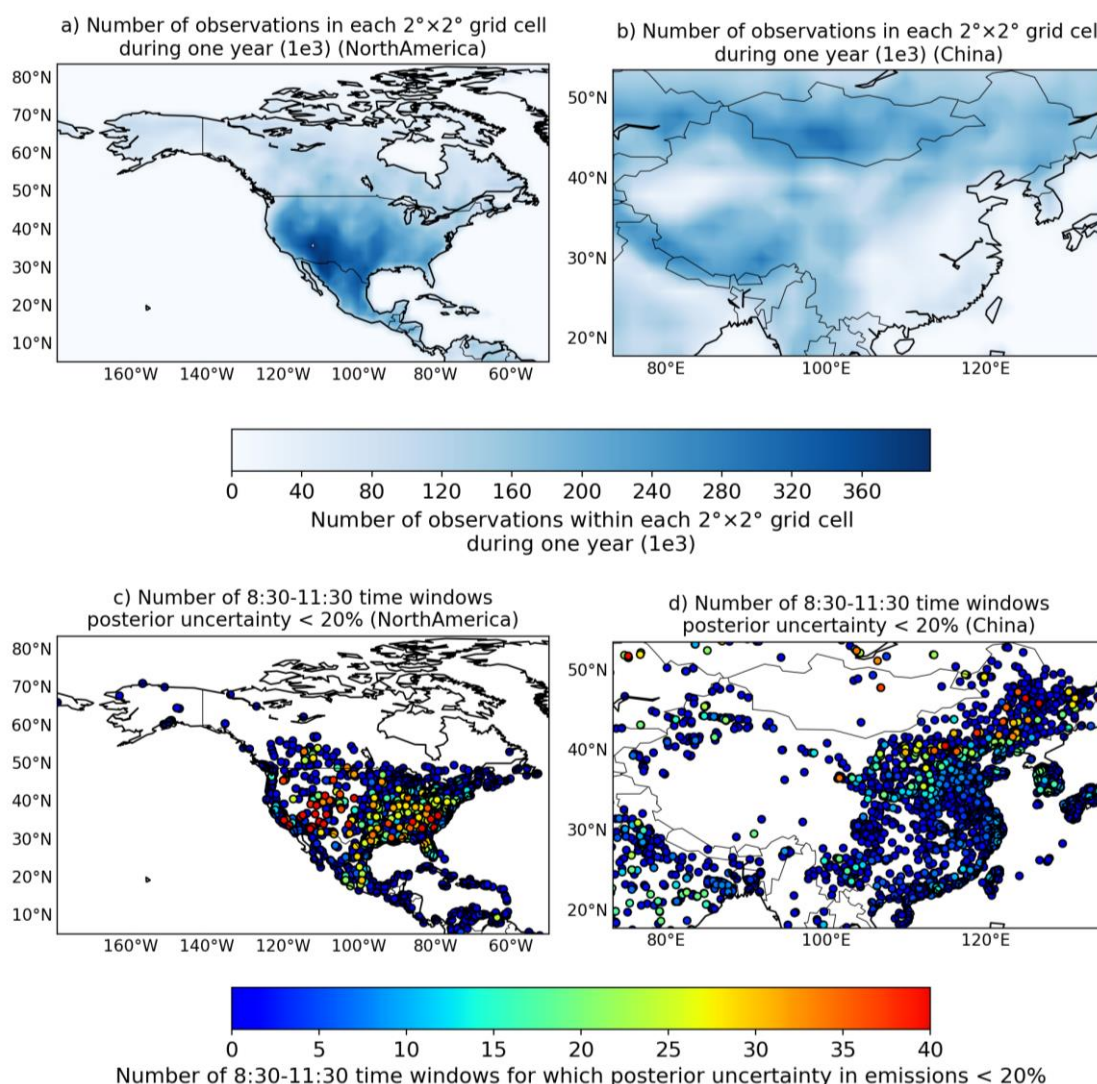 a) Number of observations in each 2°×2° grid cell
during one year (1e3) (NorthAmerica)
b) Number of observations in each 2°×2° grid cell
during one year (1e3) (China)
80°N
70°N
60°N
50°N
40°N
30°N
20°N
10°N
160°W 140°W 120°W 100°W 80°W 60°W
50°N
40°N
30°N
20°N
80°E 100°E 120°E
0 40 80 120 160 200 240 280 320 360
Number of observations within each 2°×2° grid cell
during one year (1e3)
c) Number of 8:30-11:30 time windows
posterior uncertainty < 20% (NorthAmerica)
d) Number of 8:30-11:30 time windows
posterior uncertainty < 20% (China)
80°N
70°N
60°N
50°N
40°N
30°N
20°N
10°N
160°W 140°W 120°W 100°W 80°W 60°W
50°N
40°N
30°N
20°N
80°E 100°E 120°E
0 5 10 15 20 25 30 35 40
Number of 8:30-11:30 time windows for which posterior uncertainty in emissions < 20%